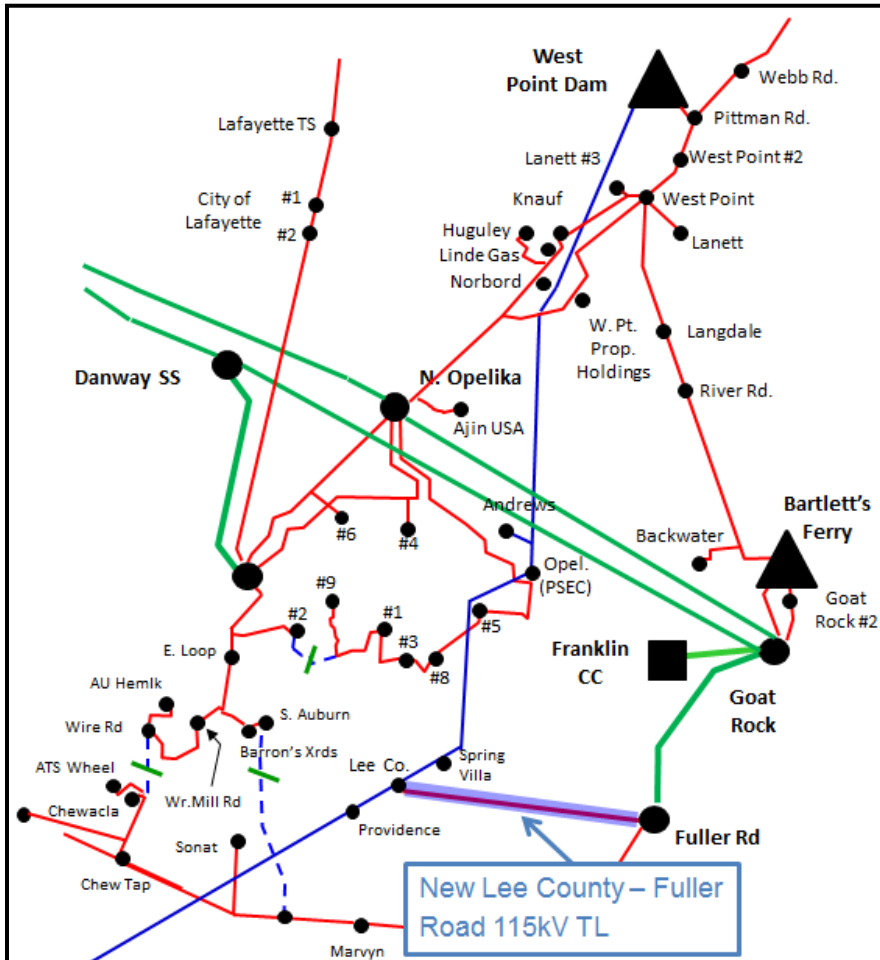 West
Point Dam
Webb Rd.
Pittman Rd.
Lafayette TS
Lanett #3
West Point #2
City of
Lafayette
#1
#2
Knauf
West Point
Huguley
Linde Gas
Norbord
Lanett
W. Pt.
Prop.
Holdings
Langdale
Danway SS
N. Opelika
River Rd.
Ajin USA
Bartlett's
Ferry
Andrews
Backwater
#6
#4
Opel.
(PSEC)
Goat
Rock #2
#9
#2
#1
#3
#8
#5
E. Loop
Franklin
CC
Goat
Rock
AU Hemlk
Wire Rd
S. Auburn
Barron's Xrds
ATS Wheel
Chewacla
Wr.Mill Rd
Lee Co.
Spring
Villa
Providence
Fuller Rd
Sonat
Chew Tap
Marvyn
New Lee County – Fuller
Road 115kV TL